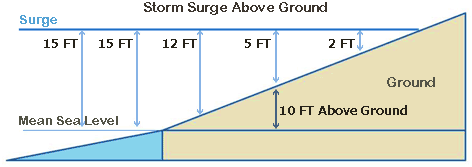 Storm Surge Above Ground
Surge
15 FT 15 FT 12 FT 5 FT 2 FT
Ground
10 FT Above Ground
Mean Sea Level